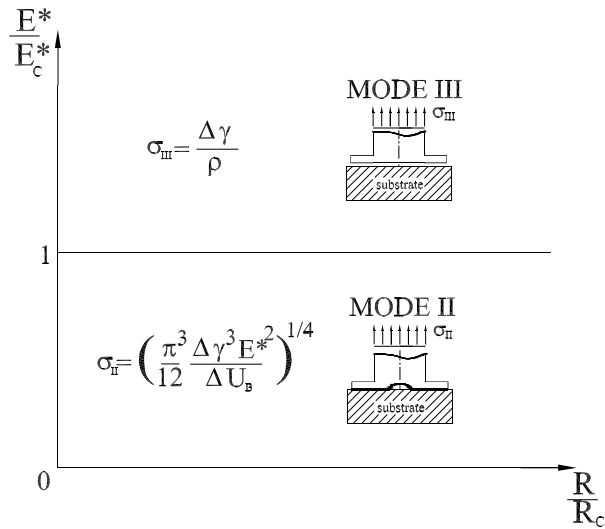 E*
E*C
MODE III
σIII
σIII= Δγ
ρ
substrate
1
MODE II
σII
σII= (π³/12 Δγ³E*²/ΔUB)^1/4
substrate
0
R
RC